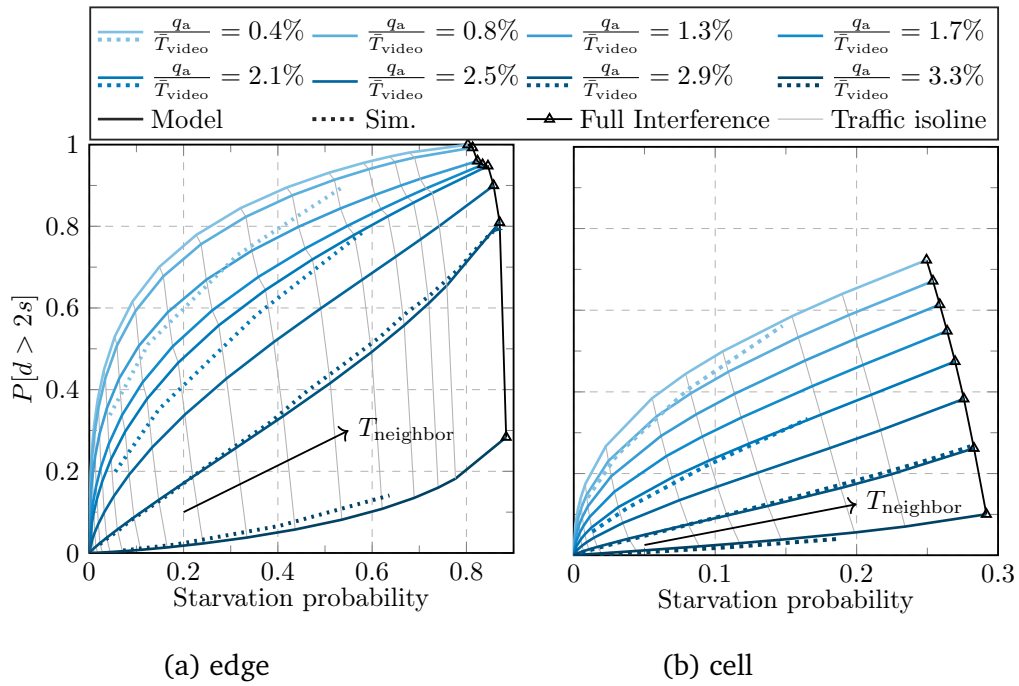 q_a / T̄_video = 0.4% q_a / T̄_video = 0.8% q_a / T̄_video = 1.3% q_a / T̄_video = 1.7%
q_a / T̄_video = 2.1% q_a / T̄_video = 2.5% q_a / T̄_video = 2.9% q_a / T̄_video = 3.3%
Model Sim. Full Interference Traffic isoline
1
0.8
0.6
0.4
0.2
0
P[d > 2s]
T_neighbor
0 0.2 0.4 0.6 0.8
Starvation probability
T_neighbor
0 0.1 0.2 0.3
Starvation probability
(a) edge
(b) cell